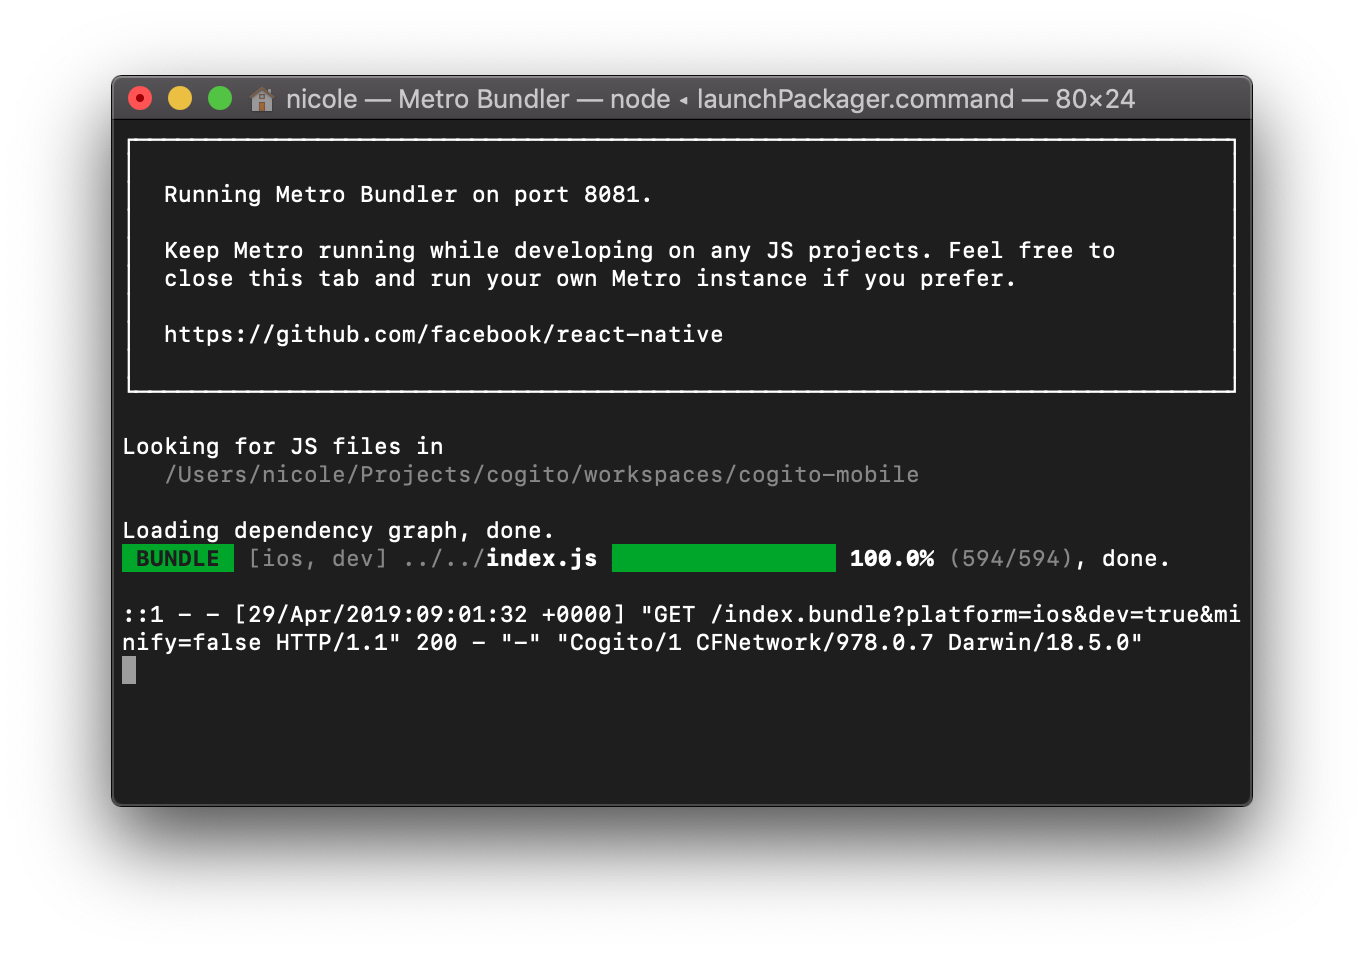 nicole — Metro Bundler — node ◂ launchPackager.command — 80×24
Running Metro Bundler on port 8081.
Keep Metro running while developing on any JS projects. Feel free to
close this tab and run your own Metro instance if you prefer.
https://github.com/facebook/react-native
Looking for JS files in
/Users/nicole/Projects/cogito/workspaces/cogito-mobile
Loading dependency graph, done.
BUNDLE [ios, dev] ../../index.js 100.0% (594/594), done.
::1 - - [29/Apr/2019:09:01:32 +0000] "GET /index.bundle?platform=ios&dev=true&mi
nify=false HTTP/1.1" 200 - "-" "Cogito/1 CFNetwork/978.0.7 Darwin/18.5.0"